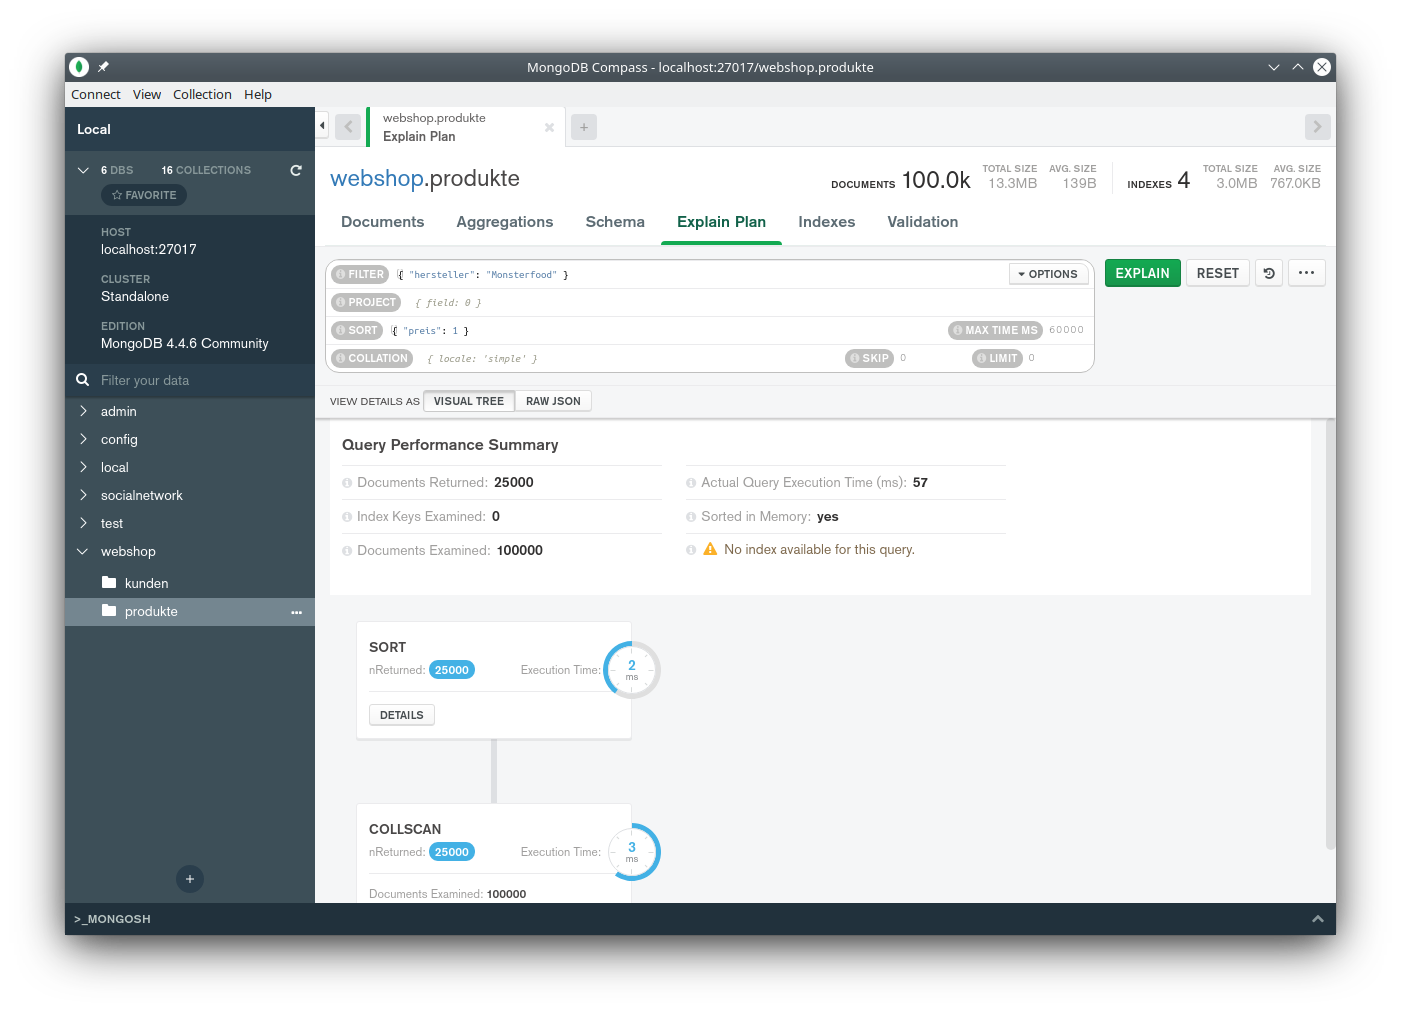 MongoDB Compass - localhost:27017/webshop.produkte
Connect View Collection Help
Local
6 DBS 16 COLLECTIONS
FAVORITE
HOST
localhost:27017
CLUSTER
Standalone
EDITION
MongoDB 4.4.6 Community
Filter your data
admin
config
local
socialnetwork
test
webshop
kunden
produkte
>_MONGOSH
webshop.produkte
Explain Plan
webshop.produkte
DOCUMENTS 100.0k
TOTAL SIZE
13.3MB
AVG. SIZE
139B
INDEXES 4
TOTAL SIZE
3.0MB
AVG. SIZE
767.0KB
Documents Aggregations Schema Explain Plan Indexes Validation
FILTER { "hersteller": "Monsterfood" } OPTIONS
EXPLAIN RESET
PROJECT { field: 0 }
SORT { "preis": 1 } MAX TIME MS 60000
COLLATION { locale: 'simple' } SKIP 0 LIMIT 0
VIEW DETAILS AS VISUAL TREE RAW JSON
Query Performance Summary
Documents Returned: 25000
Index Keys Examined: 0
Documents Examined: 100000
Actual Query Execution Time (ms): 57
Sorted in Memory: yes
No index available for this query.
SORT
nReturned: 25000 Execution Time: 2 ms
DETAILS
COLLSCAN
nReturned: 25000 Execution Time: 3 ms
Documents Examined: 100000